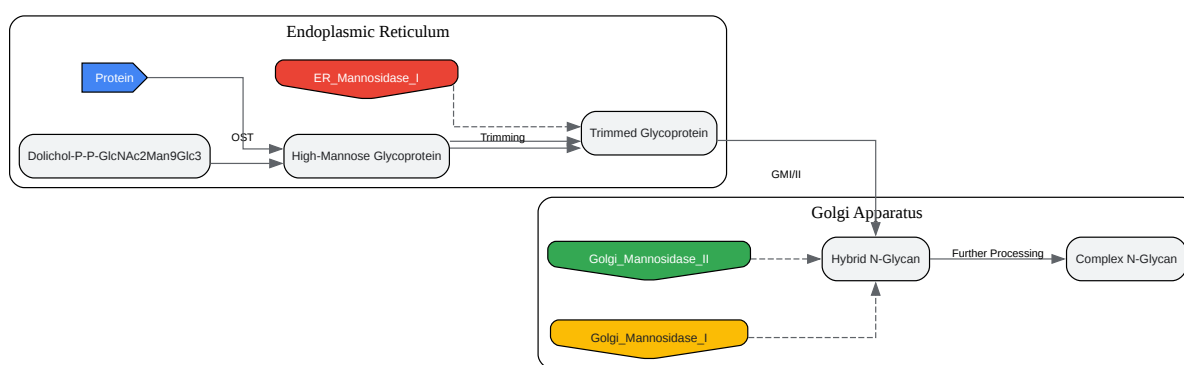 Endoplasmic Reticulum
Protein
ER_Mannosidase_I
OST
Trimming
Trimmed Glycoprotein
Dolichol-P-P-GlcNAc2Man9Glc3
High-Mannose Glycoprotein
GMI/II
Golgi Apparatus
Golgi_Mannosidase_II
Hybrid N-Glycan
Further Processing
Complex N-Glycan
Golgi_Mannosidase_I